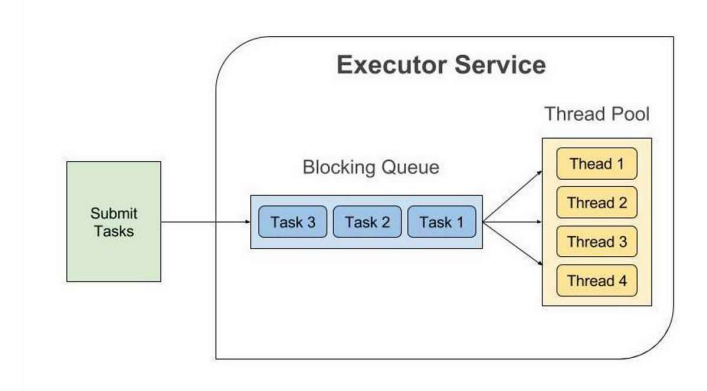 Executor Service
Thread Pool
Blocking Queue
Submit
Tasks
Task 3
Task 2
Task 1
Thead 1
Thread 2
Thread 3
Thread 4